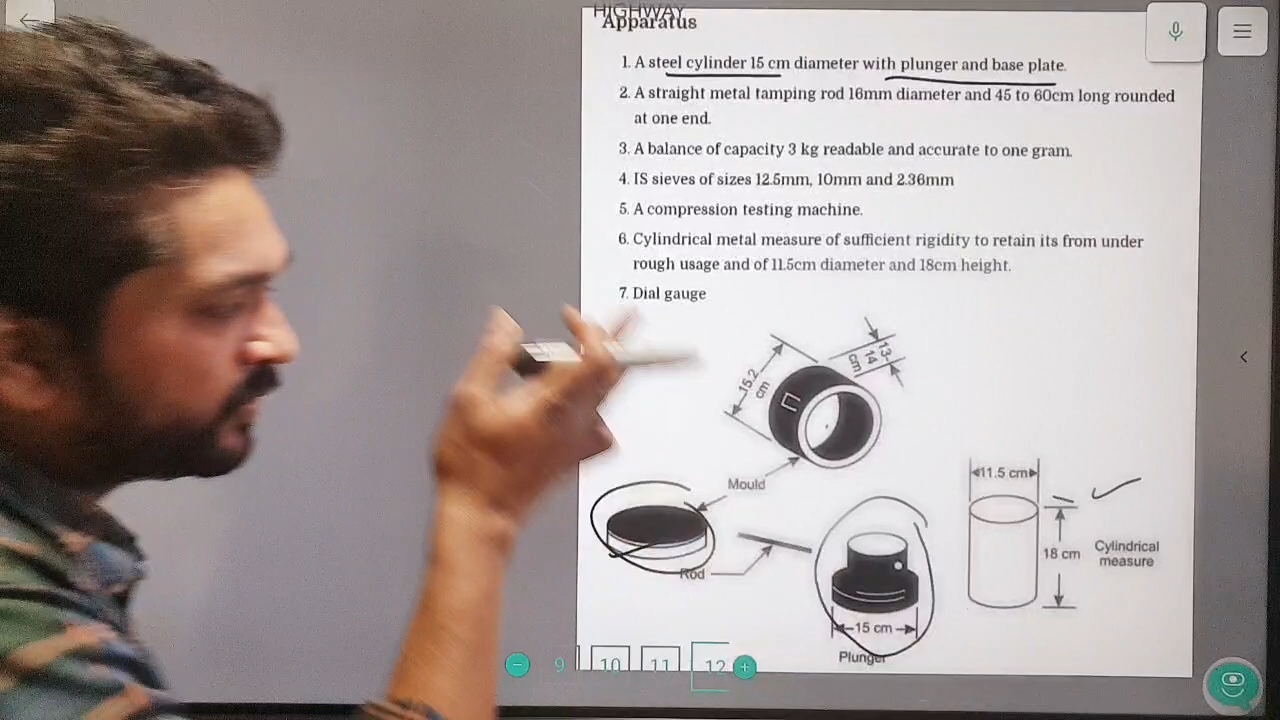 HIGHWAY
Apparatus
1. A steel cylinder 15 cm diameter with plunger and base plate.
2. A straight metal tamping rod 16mm diameter and 45 to 60cm long rounded
at one end.
3. A balance of capacity 3 kg readable and accurate to one gram.
4. IS sieves of sizes 12.5mm, 10mm and 2.36mm
5. A compression testing machine.
6. Cylindrical metal measure of sufficient rigidity to retain its from under
rough usage and of 11.5cm diameter and 18cm height.
7. Dial gauge
13-
14
cm
15.2
cm
11.5 cm
Mould
18 cm
Cylindrical
measure
Rod
15 cm
Plunger
9 10 11 12